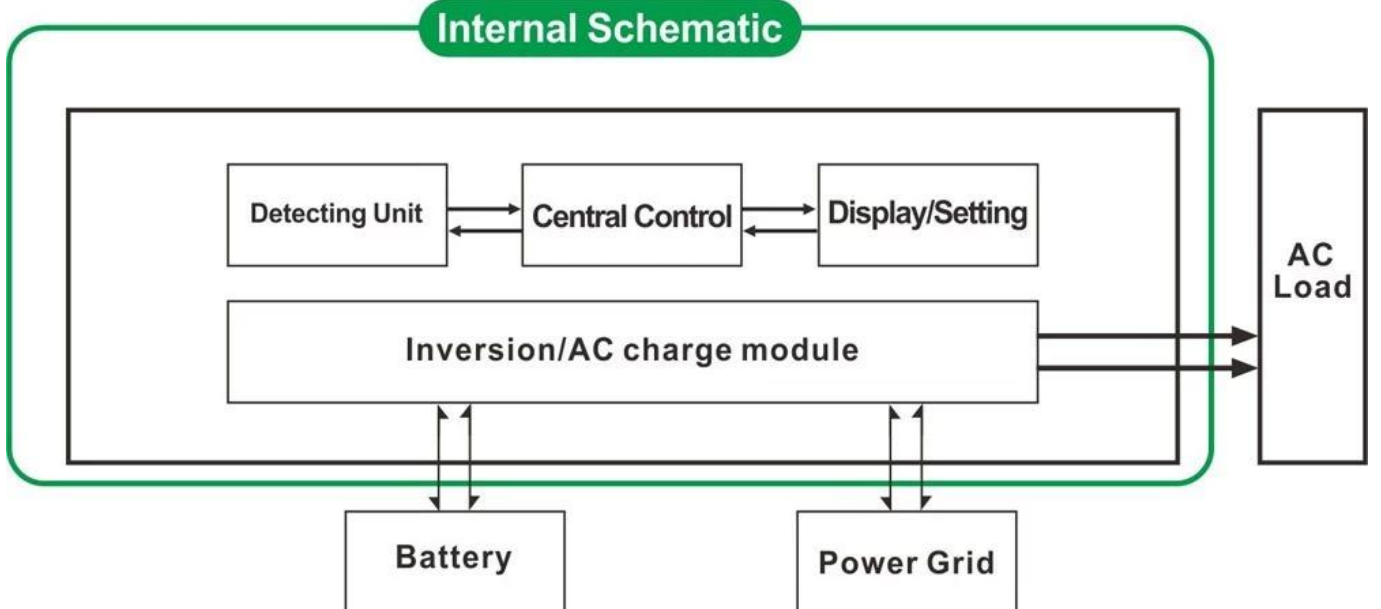 Internal Schematic
Detecting Unit
Central Control
Display/Setting
AC
Load
Inversion/AC charge module
Battery
Power Grid